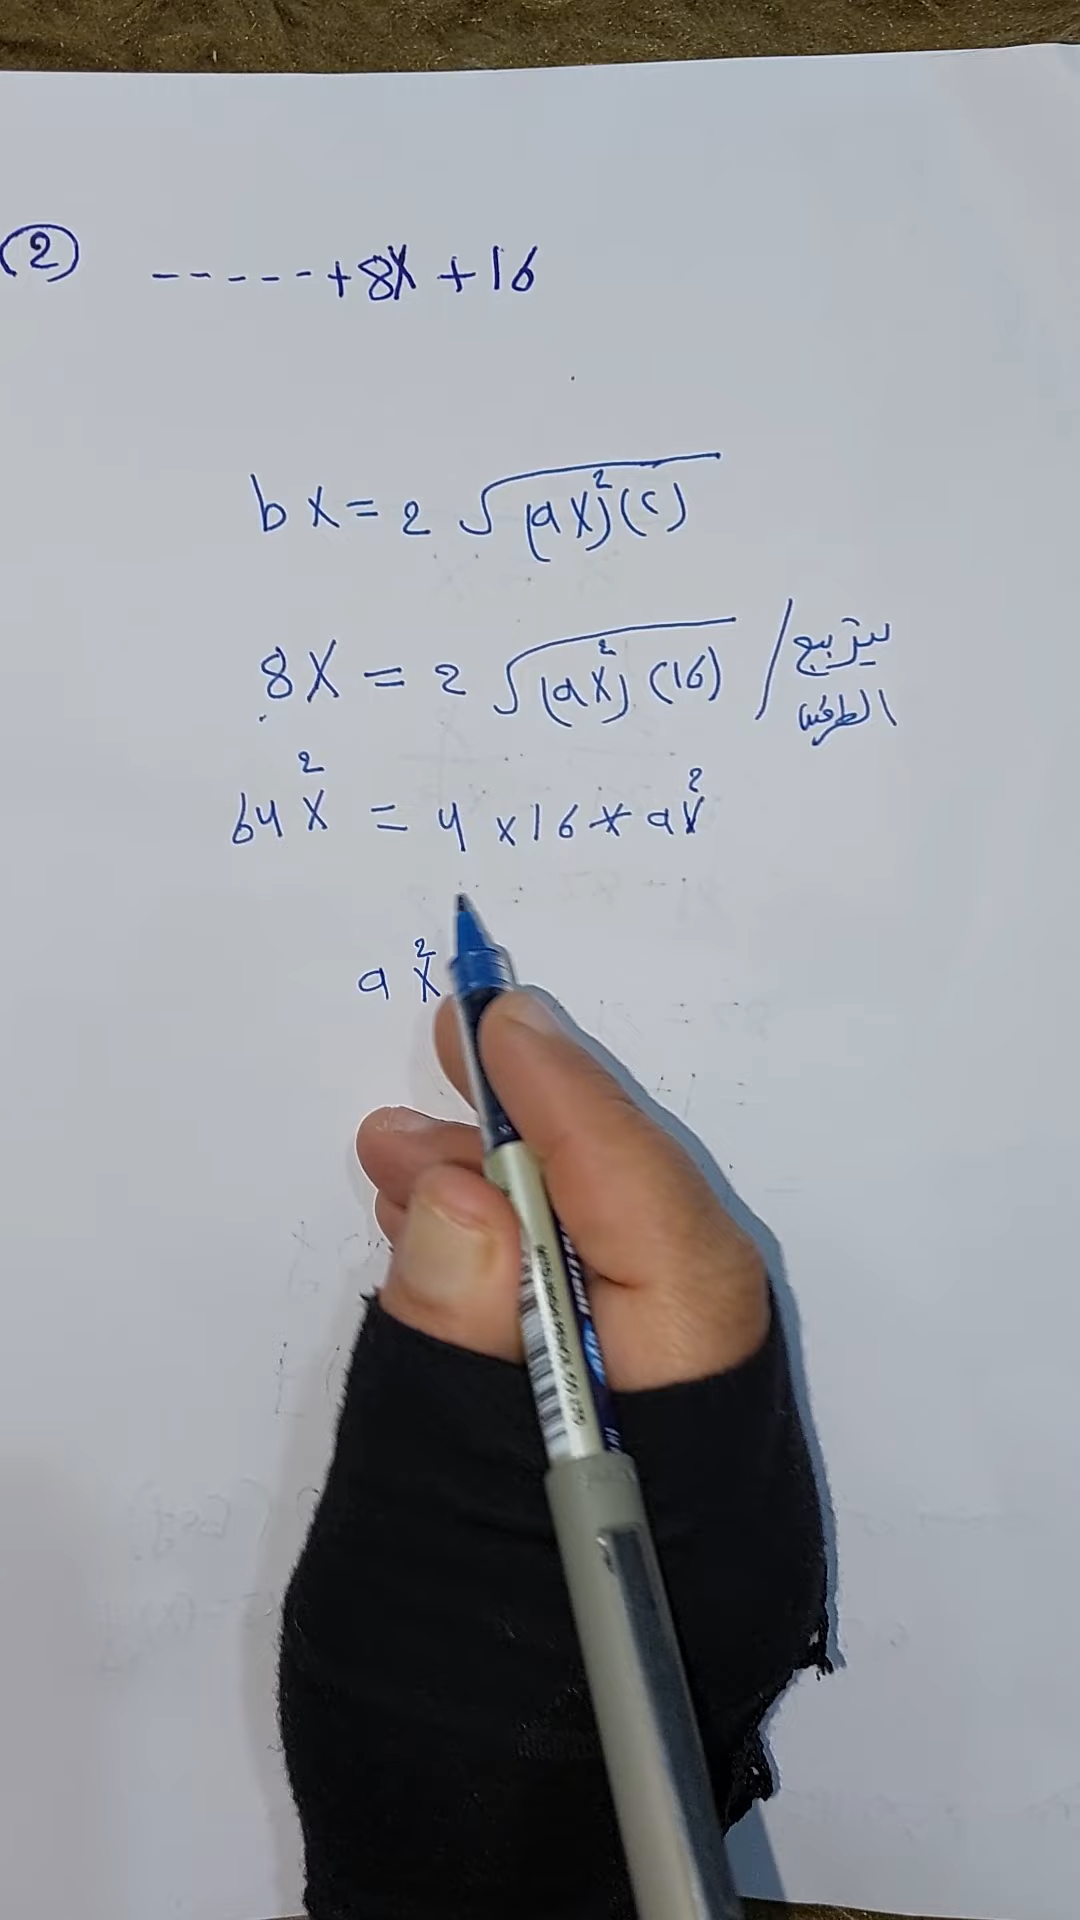 (2) ----- + 8X + 16
bX = 2 √(aX²)(c)
8X = 2 √(aX²)(16) / بتربيع
الطرفين
64X² = 4 × 16 * aX²
aX²